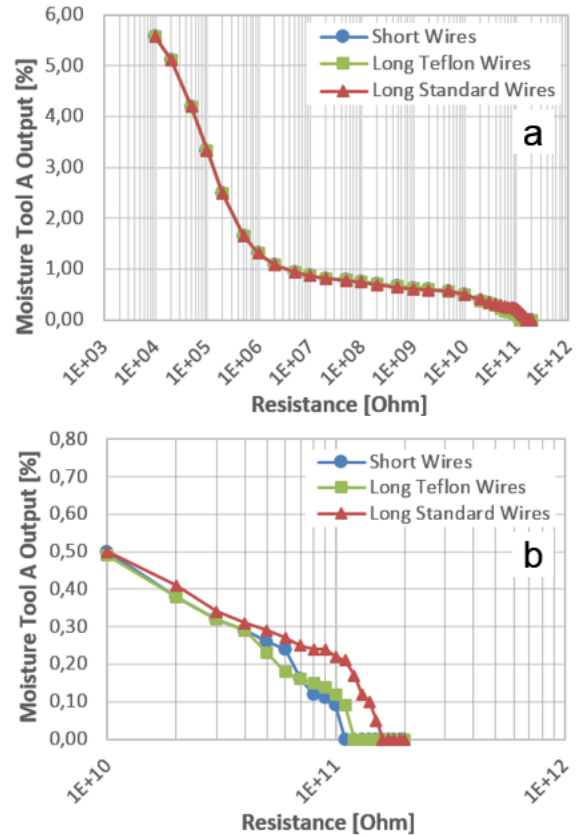 Moisture Tool A Output [%]
6,00
5,00
4,00
3,00
2,00
1,00
0,00
Short Wires
Long Teflon Wires
Long Standard Wires
a
1E+03
1E+04
1E+05
1E+06
1E+07
1E+08
1E+09
1E+10
1E+11
1E+12
Resistance [Ohm]
Moisture Tool A Output [%]
0,80
0,70
0,60
0,50
0,40
0,30
0,20
0,10
0,00
Short Wires
Long Teflon Wires
Long Standard Wires
b
1E+10
1E+11
1E+12
Resistance [Ohm]